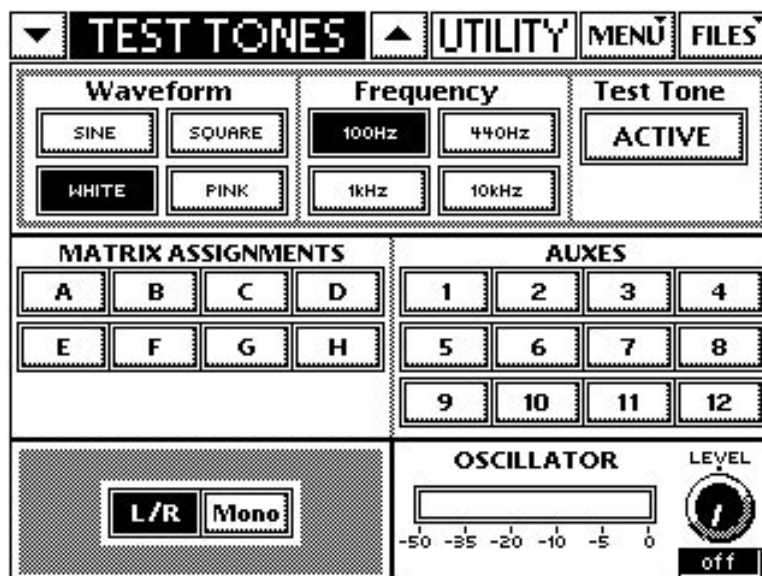 TEST TONES UTILITY MENU FILES
Waveform Frequency Test Tone
SINE SQUARE 100Hz 440Hz ACTIVE
WHITE PINK 1kHz 10kHz
MATRIX ASSIGNMENTS AUXES
A B C D 1 2 3 4
E F G H 5 6 7 8
9 10 11 12
OSCILLATOR LEVEL
L/R Mono
-50 -35 -20 -10 -5 0
off